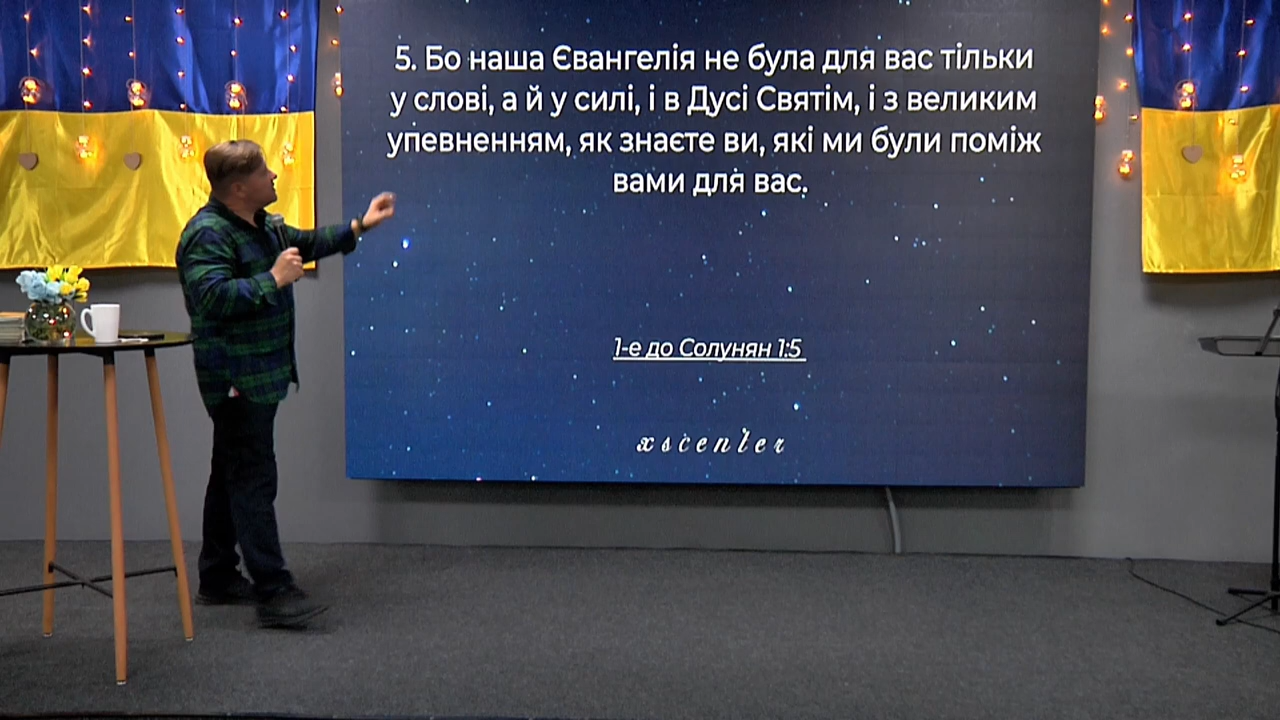 5. Бо наша Євангелія не була для вас тільки
у слові, а й у силі, і в Дусі Святім, і з великим
упевненням, як знаєте ви, які ми були поміж
вами для вас.
1-е до Солунян 1:5
xscenter